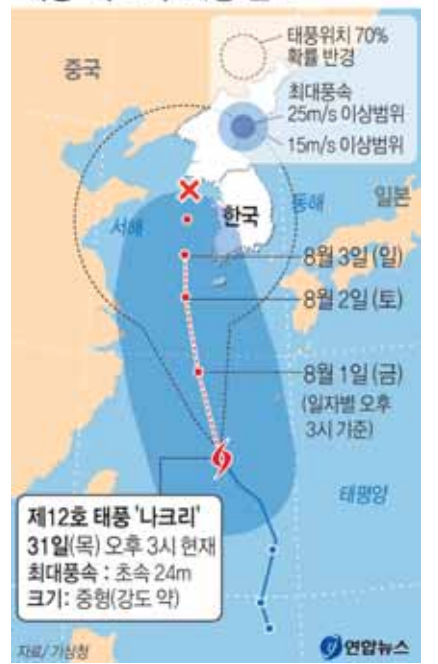 중국
태풍위치 70%
확률 반경
최대풍속
25m/s 이상범위
15m/s 이상범위
서해
한국
동해
일본
8월 3일 (일)
8월 2일 (토)
8월 1일 (금)
(일자별 오후
3시 기준)
태평양
제12호 태풍 '나크리'
31일(목) 오후 3시 현재
최대풍속 : 초속 24m
크기 : 중형(강도 약)
자료/ 기상청
연합뉴스